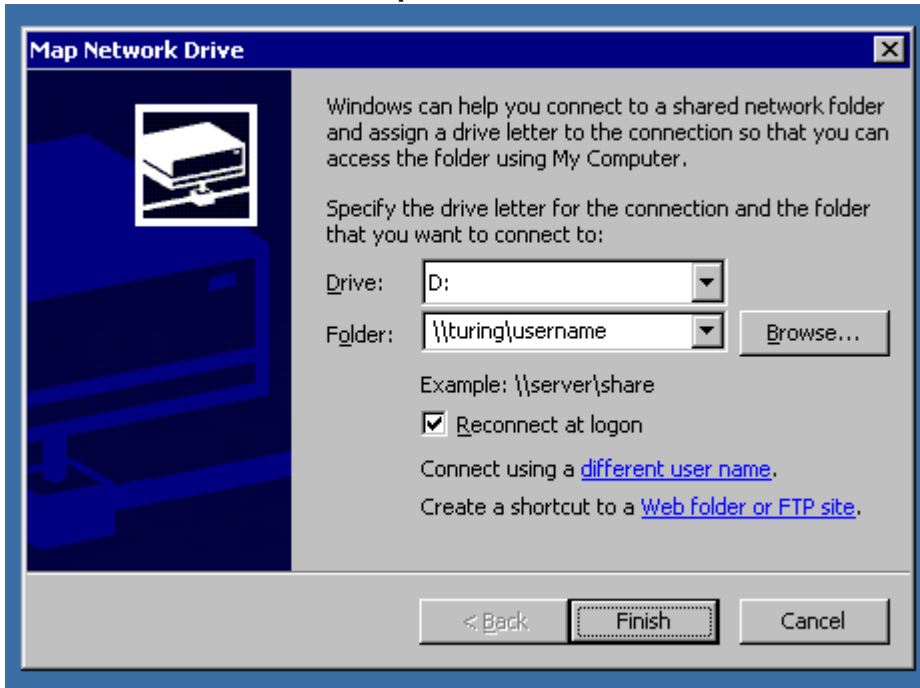 Map Network Drive
Windows can help you connect to a shared network folder
and assign a drive letter to the connection so that you can
access the folder using My Computer.
Specify the drive letter for the connection and the folder
that you want to connect to:
Drive: D:
Folder: \\turing\username Browse...
Example: \\server\share
Reconnect at logon
Connect using a different user name.
Create a shortcut to a Web folder or FTP site.
< Back Finish Cancel